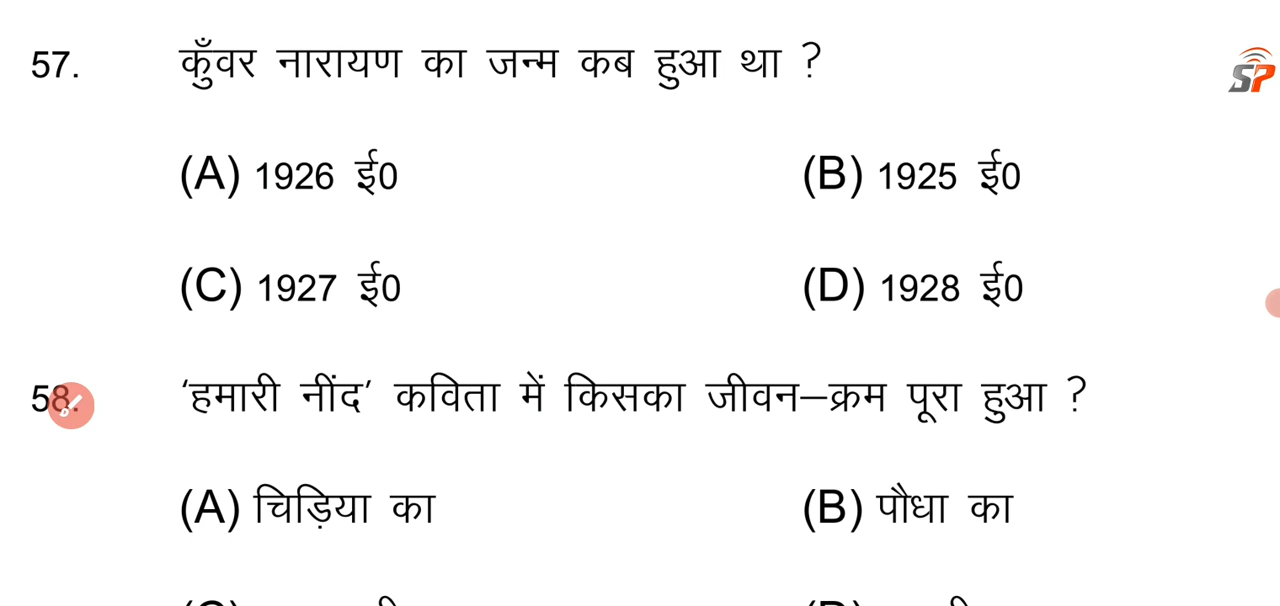 57. कुँवर नारायण का जन्म कब हुआ था ?
SP
(A) 1926 ई0 (B) 1925 ई0
(C) 1927 ई0 (D) 1928 ई0
58. ‘हमारी नींद’ कविता में किसका जीवन–क्रम पूरा हुआ ?
(A) चिड़िया का (B) पौधा का